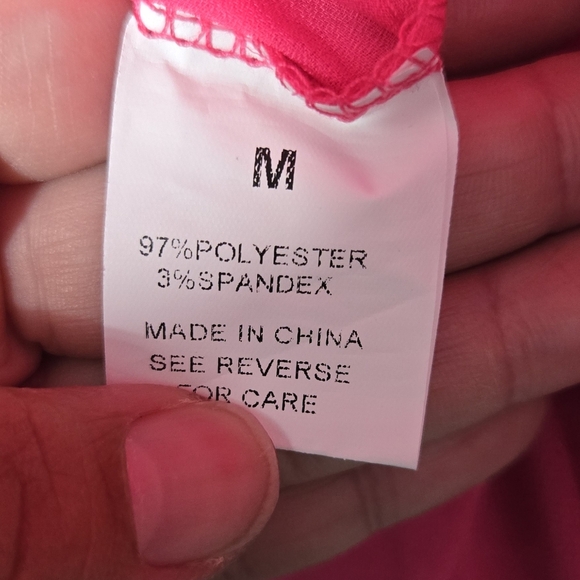 M
97%POLYESTER
3%SPANDEX
MADE IN CHINA
SEE REVERSE
FOR CARE